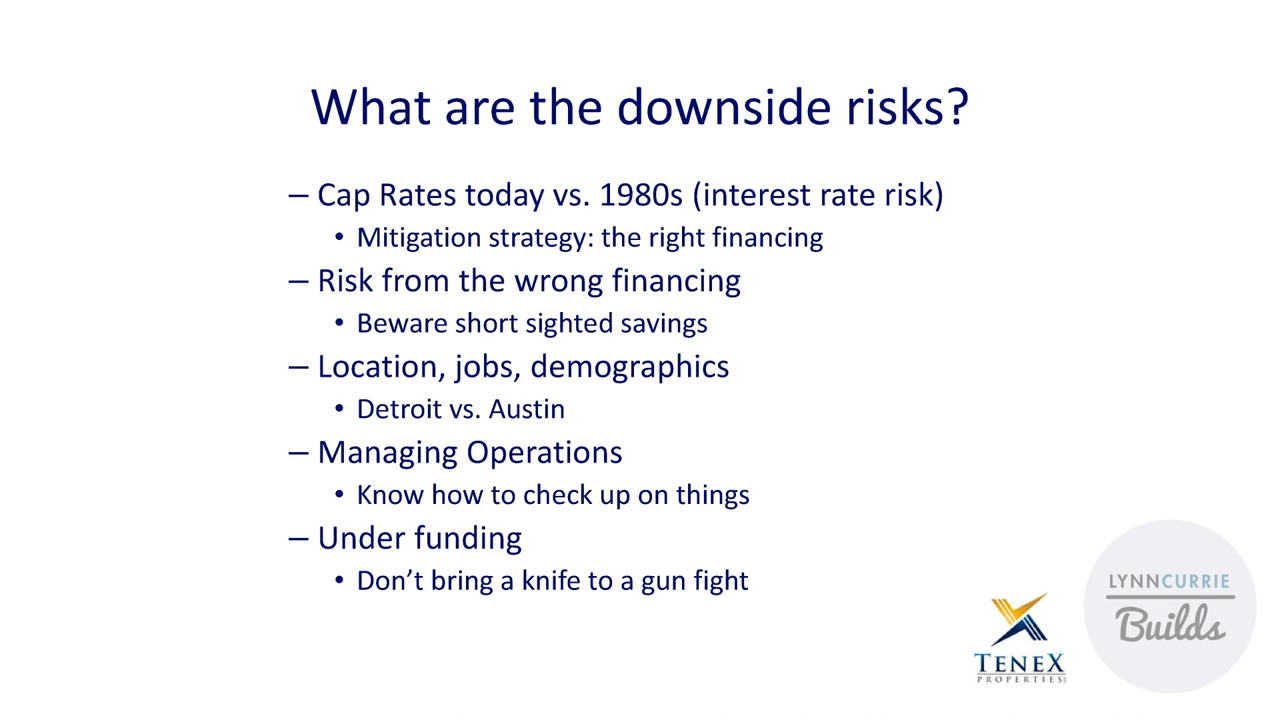 What are the downside risks?
– Cap Rates today vs. 1980s (interest rate risk)
• Mitigation strategy: the right financing
– Risk from the wrong financing
• Beware short sighted savings
– Location, jobs, demographics
• Detroit vs. Austin
– Managing Operations
• Know how to check up on things
– Under funding
• Don’t bring a knife to a gun fight
TENEX
PROPERTIES
LYNNCURRIE
Builds